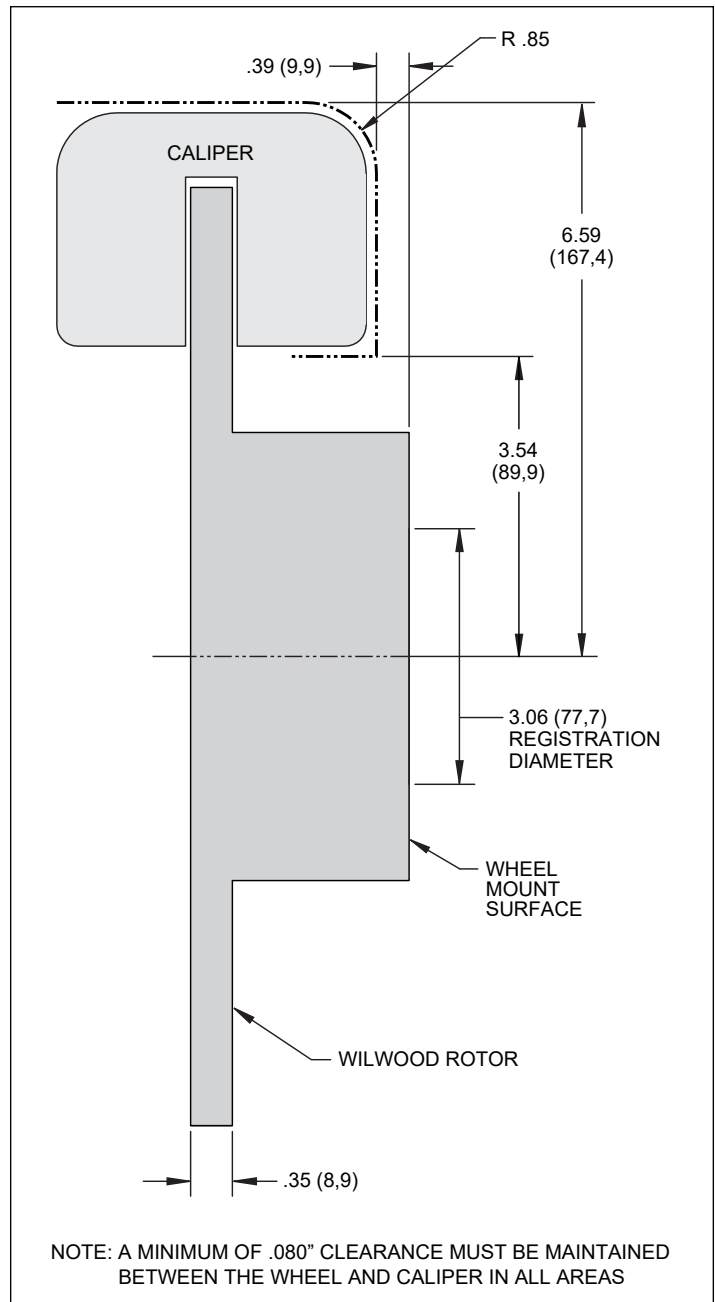 R .85
.39 (9,9)
CALIPER
6.59
(167,4)
3.54
(89,9)
3.06 (77,7)
REGISTRATION
DIAMETER
WHEEL
MOUNT
SURFACE
WILWOOD ROTOR
.35 (8,9)
NOTE: A MINIMUM OF .080" CLEARANCE MUST BE MAINTAINED
BETWEEN THE WHEEL AND CALIPER IN ALL AREAS